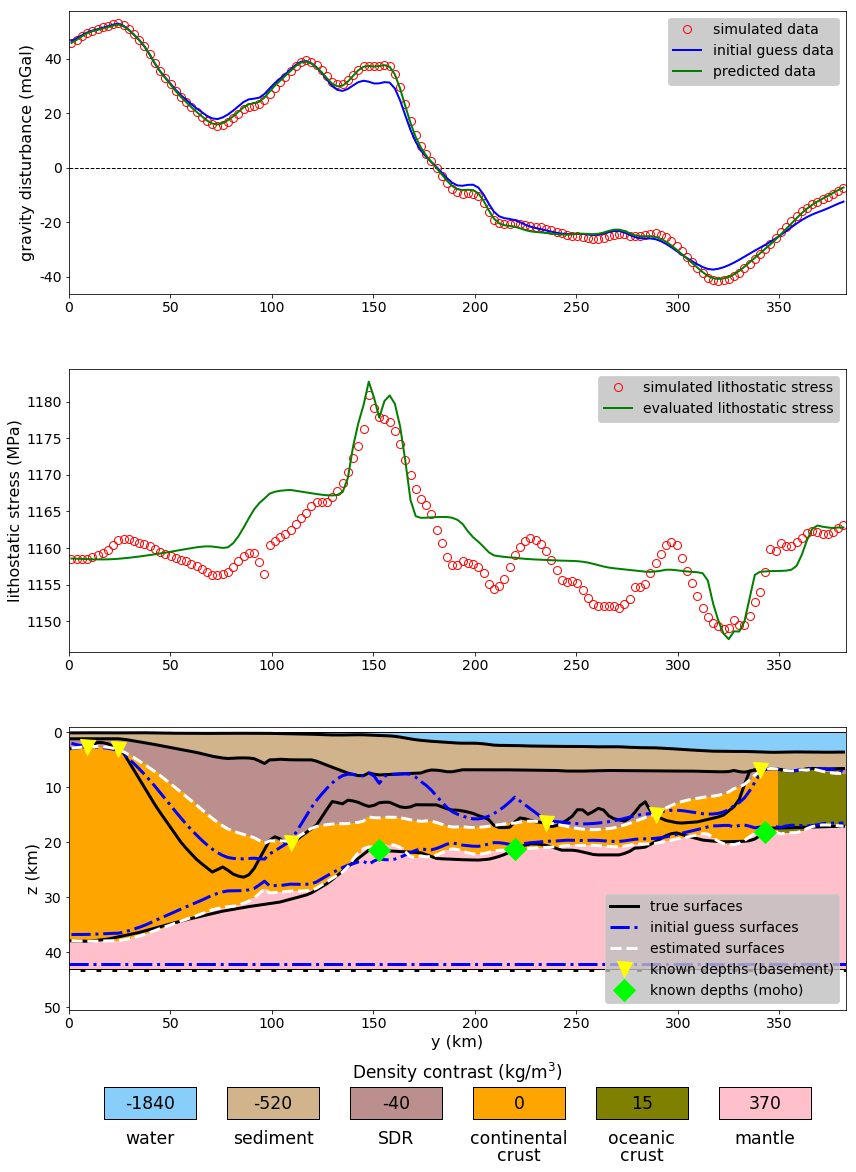 simulated data
initial guess data
predicted data
gravity disturbance (mGal)
40
20
0
-20
-40
0 50 100 150 200 250 300 350
simulated lithostatic stress
evaluated lithostatic stress
lithostatic stress (MPa)
1180
1175
1170
1165
1160
1155
1150
0 50 100 150 200 250 300 350
z (km)
0
10
20
30
40
50
true surfaces
initial guess surfaces
estimated surfaces
known depths (basement)
known depths (moho)
0 50 100 150 200 250 300 350
y (km)
Density contrast (kg/m³)
-1840 -520 -40 0 15 370
water sediment SDR continental oceanic mantle
crust crust